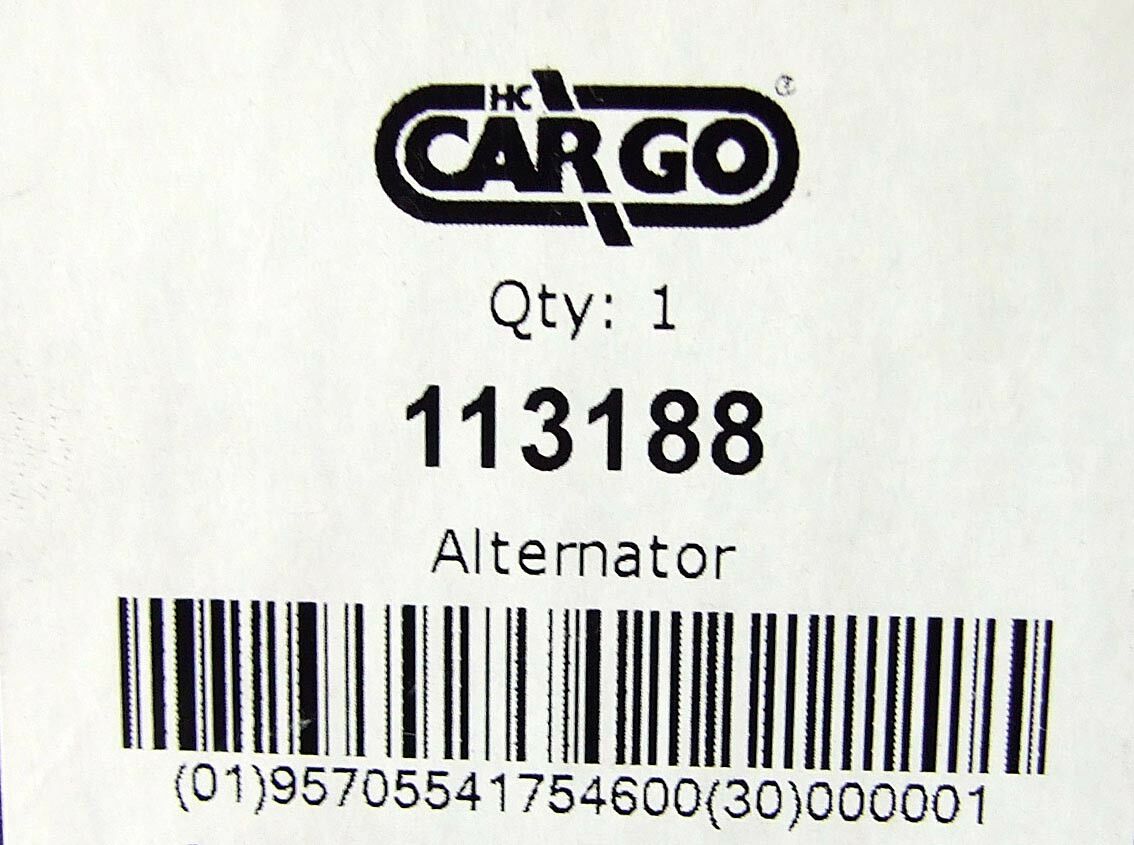 HC
CARGO®
Qty: 1
113188
Alternator
(01)95705541754600(30)000001